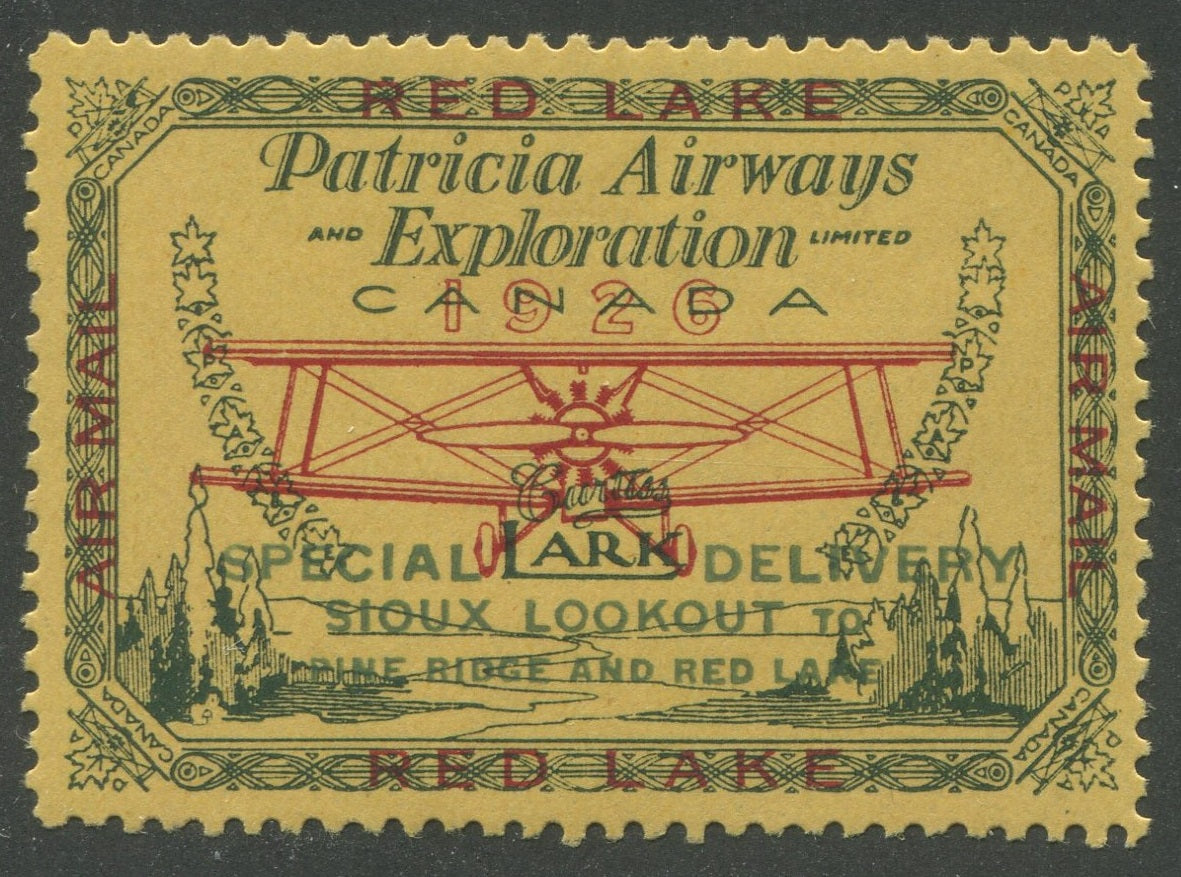 RED LAKE
CANADA
CANADA
Patricia Airways
AND Exploration LIMITED
CANADA
1926
AIR MAIL
AIR MAIL
Curtiss
LARK
SPECIAL DELIVERY
SIOUX LOOKOUT TO
PINE RIDGE AND RED LAKE
CANADA
CANADA
RED LAKE